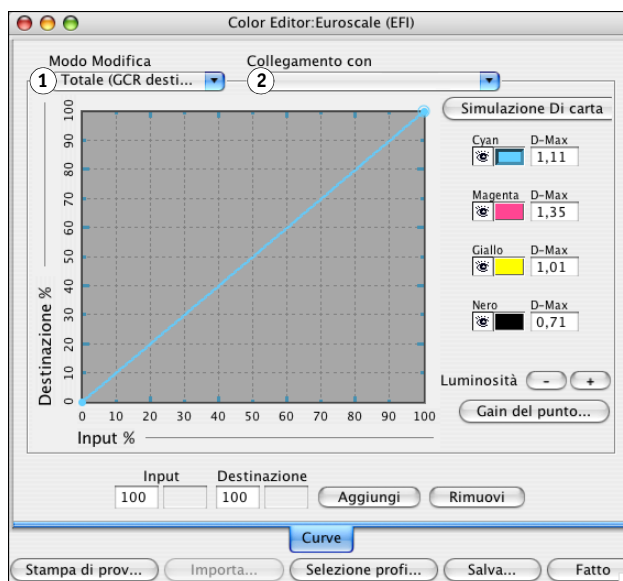 Color Editor:Euroscale (EFI)
Modo Modifica
Collegamento con
1 Totale (GCR desti...
2
Simulazione Di carta
Cyan D-Max
1,11
Magenta D-Max
1,35
Giallo D-Max
1,01
Nero D-Max
0,71
Luminosità - +
Gain del punto...
Destinazione %
100
90
80
70
60
50
40
30
20
10
0
0 10 20 30 40 50 60 70 80 90 100
Input %
Input Destinazione
100 100 Aggiungi Rimuovi
Curve
Stampa di prov... Importa... Selezione profi... Salva... Fatto